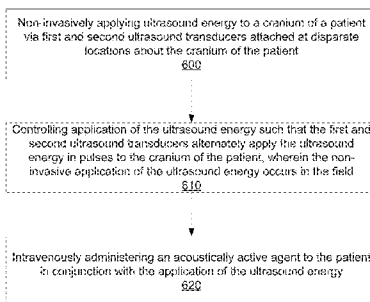 Non-invasively applying ultrasound energy to a cranium of a patient
via first and second ultrasound transducers attached at disparate
locations about the cranium of the patient
600
Controlling application of the ultrasound energy such that the first and
second ultrasound transducers alternately apply the ultrasound
energy in pulses to the cranium of the patient, wherein the non-
invasive application of the ultrasound energy occurs in the field
610
Intravenously administering an acoustically active agent to the patient
in conjunction with the application of the ultrasound energy
620